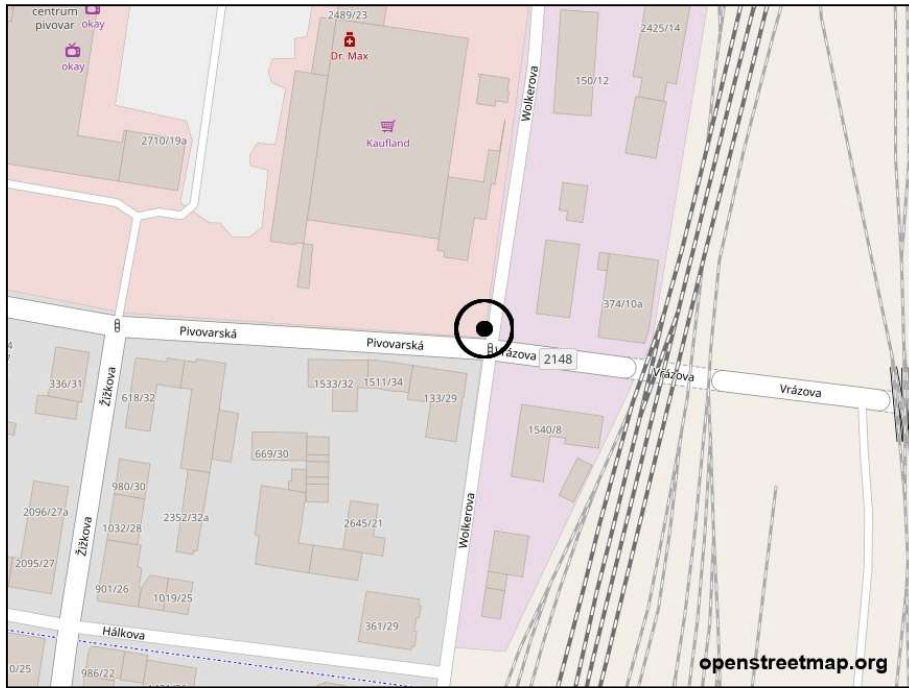 centrum
pivovar
okay
okay
2489/23
Dr. Max
Kaufland
2710/19a
Wolkerova
2425/14
150/12
374/10a
Pivovarská
Pivovarská
Vrázova
2148
Vrázova
Vrázova
336/31
Žižkova
618/32
1533/32
1511/34
133/29
1540/8
669/30
980/30
2096/27a
1032/28
2352/32a
2645/21
Wolkerova
Žižkova
2095/27
901/26
1019/25
361/29
Hálkova
0/25
986/22
openstreetmap.org